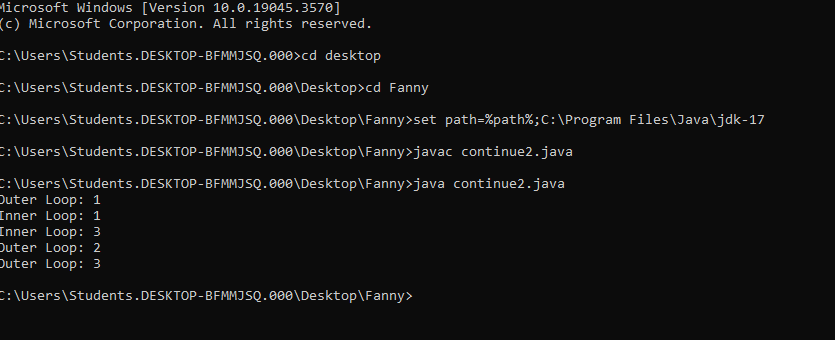 Microsoft Windows [Version 10.0.19045.3570]
(c) Microsoft Corporation. All rights reserved.
C:\Users\Students.DESKTOP-BFMMJSQ.000>cd desktop
C:\Users\Students.DESKTOP-BFMMJSQ.000\Desktop>cd Fanny
C:\Users\Students.DESKTOP-BFMMJSQ.000\Desktop\Fanny>set path=%path%;C:\Program Files\Java\jdk-17
C:\Users\Students.DESKTOP-BFMMJSQ.000\Desktop\Fanny>javac continue2.java
C:\Users\Students.DESKTOP-BFMMJSQ.000\Desktop\Fanny>java continue2.java
Outer Loop: 1
Inner Loop: 1
Inner Loop: 3
Outer Loop: 2
Outer Loop: 3
C:\Users\Students.DESKTOP-BFMMJSQ.000\Desktop\Fanny>